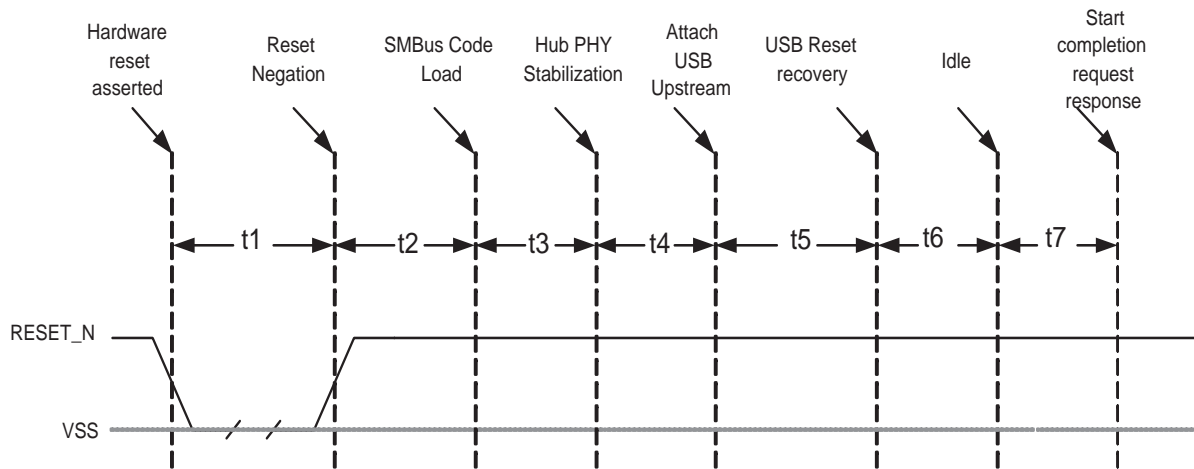 Hardware
reset
asserted
Reset
Negation
SMBus Code
Load
Hub PHY
Stabilization
Attach
USB
Upstream
USB Reset
recovery
Idle
Start
completion
request
response
t1
t2
t3
t4
t5
t6
t7
RESET_N
VSS